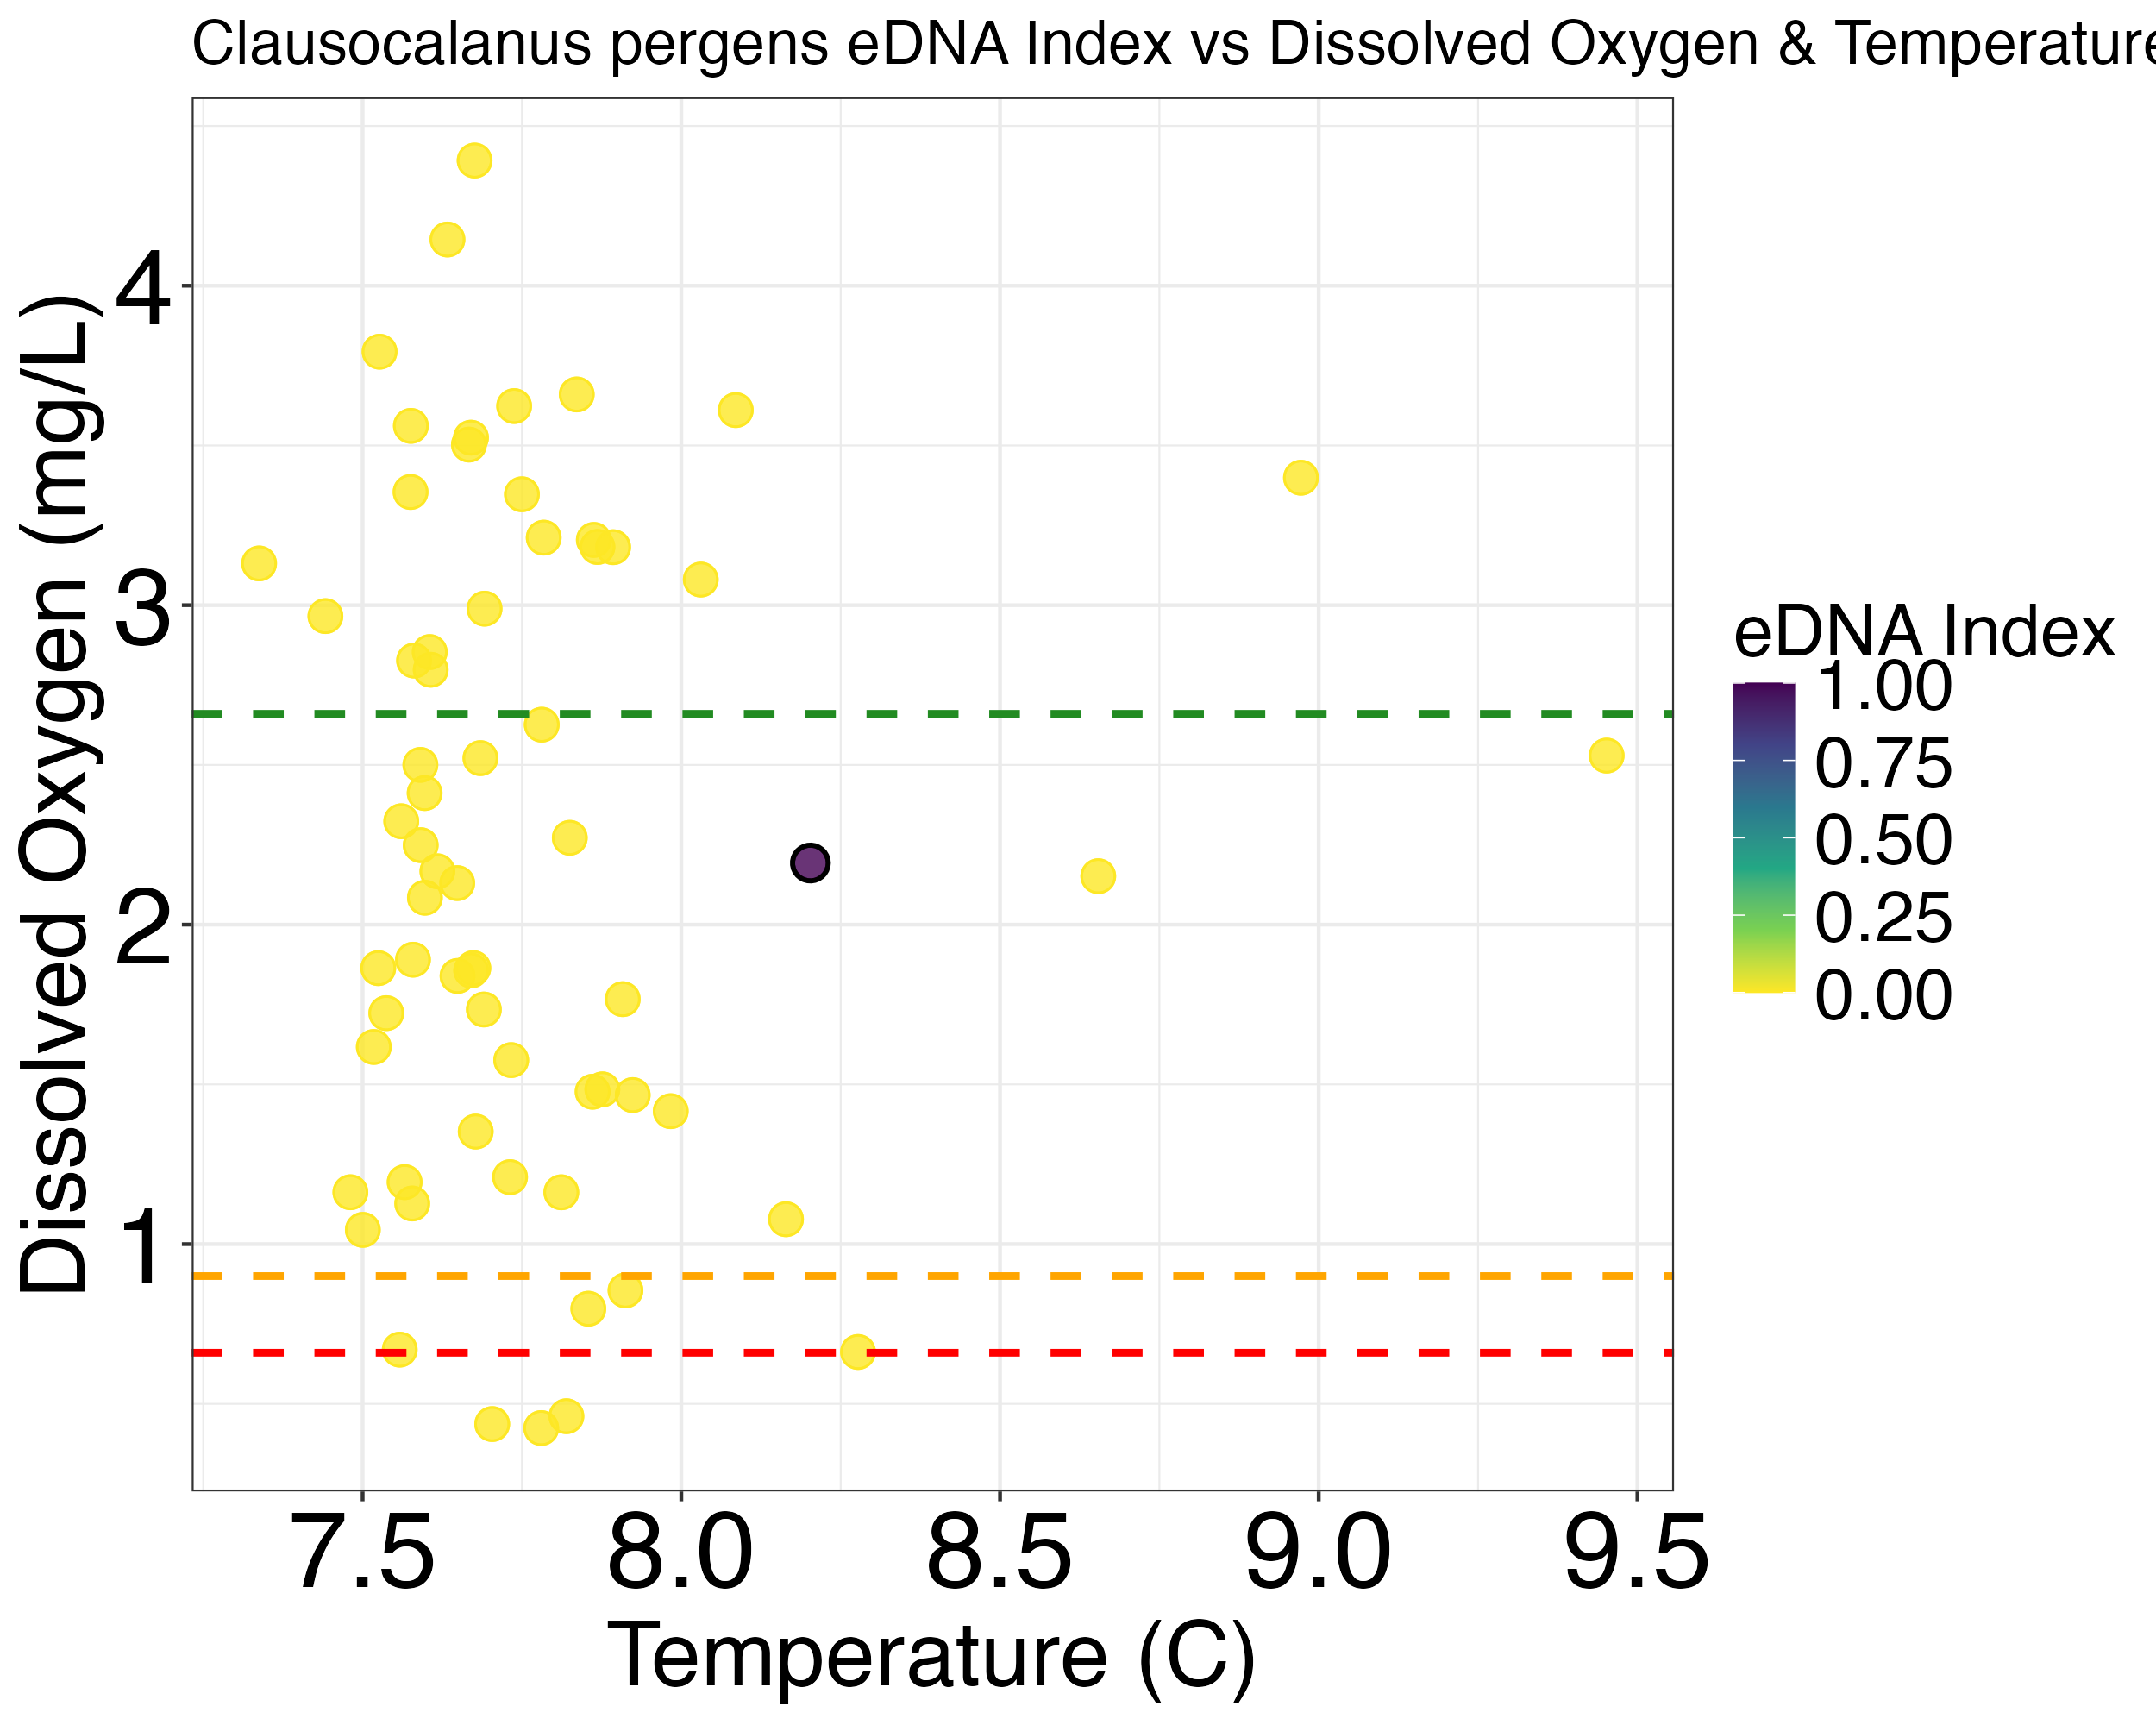 Clausocalanus pergens eDNA Index vs Dissolved Oxygen & Temperature
Dissolved Oxygen (mg/L)
4
3
2
1
7.5 8.0 8.5 9.0 9.5
Temperature (C)
eDNA Index
1.00
0.75
0.50
0.25
0.00